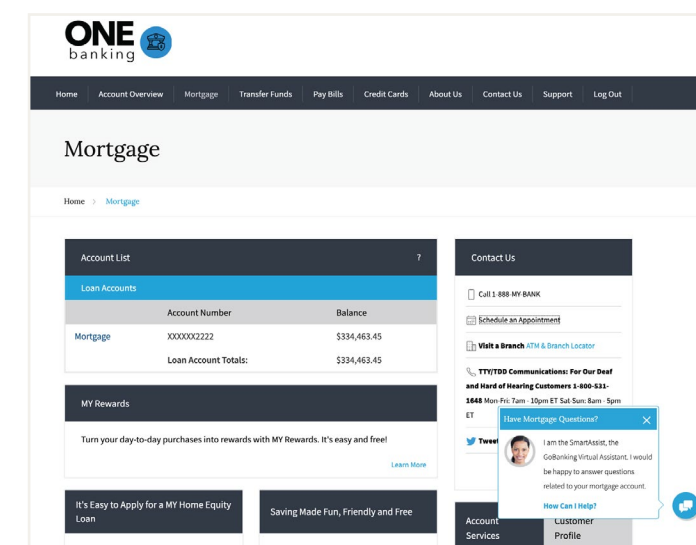 ONE
banking
Home Account Overview Mortgage Transfer Funds Pay Bills Credit Cards About Us Contact Us Support Log Out
Mortgage
Home > Mortgage
Account List ?
Loan Accounts
Account Number Balance
Mortgage XXXXXX2222 $334,463.45
Loan Account Totals: $334,463.45
MY Rewards
Turn your day-to-day purchases into rewards with MY Rewards. It's easy and free!
Learn More
It's Easy to Apply for a MY Home Equity
Loan
Saving Made Fun, Friendly and Free
Contact Us
Call 1-888-MY-BANK
Schedule an Appointment
Visit a Branch ATM & Branch Locator
TTY/TDD Communications: For Our Deaf
and Hard of Hearing Customers 1-800-531-
1648 Mon-Fri: 7am - 10pm ET Sat-Sun: 8am - 5pm
ET
Tweet
Have Mortgage Questions?
I am the SmartAssist, the
GoBanking Virtual Assistant. I would
be happy to answer questions
related to your mortgage account.
How Can I Help?
Account
Services
Customer
Profile